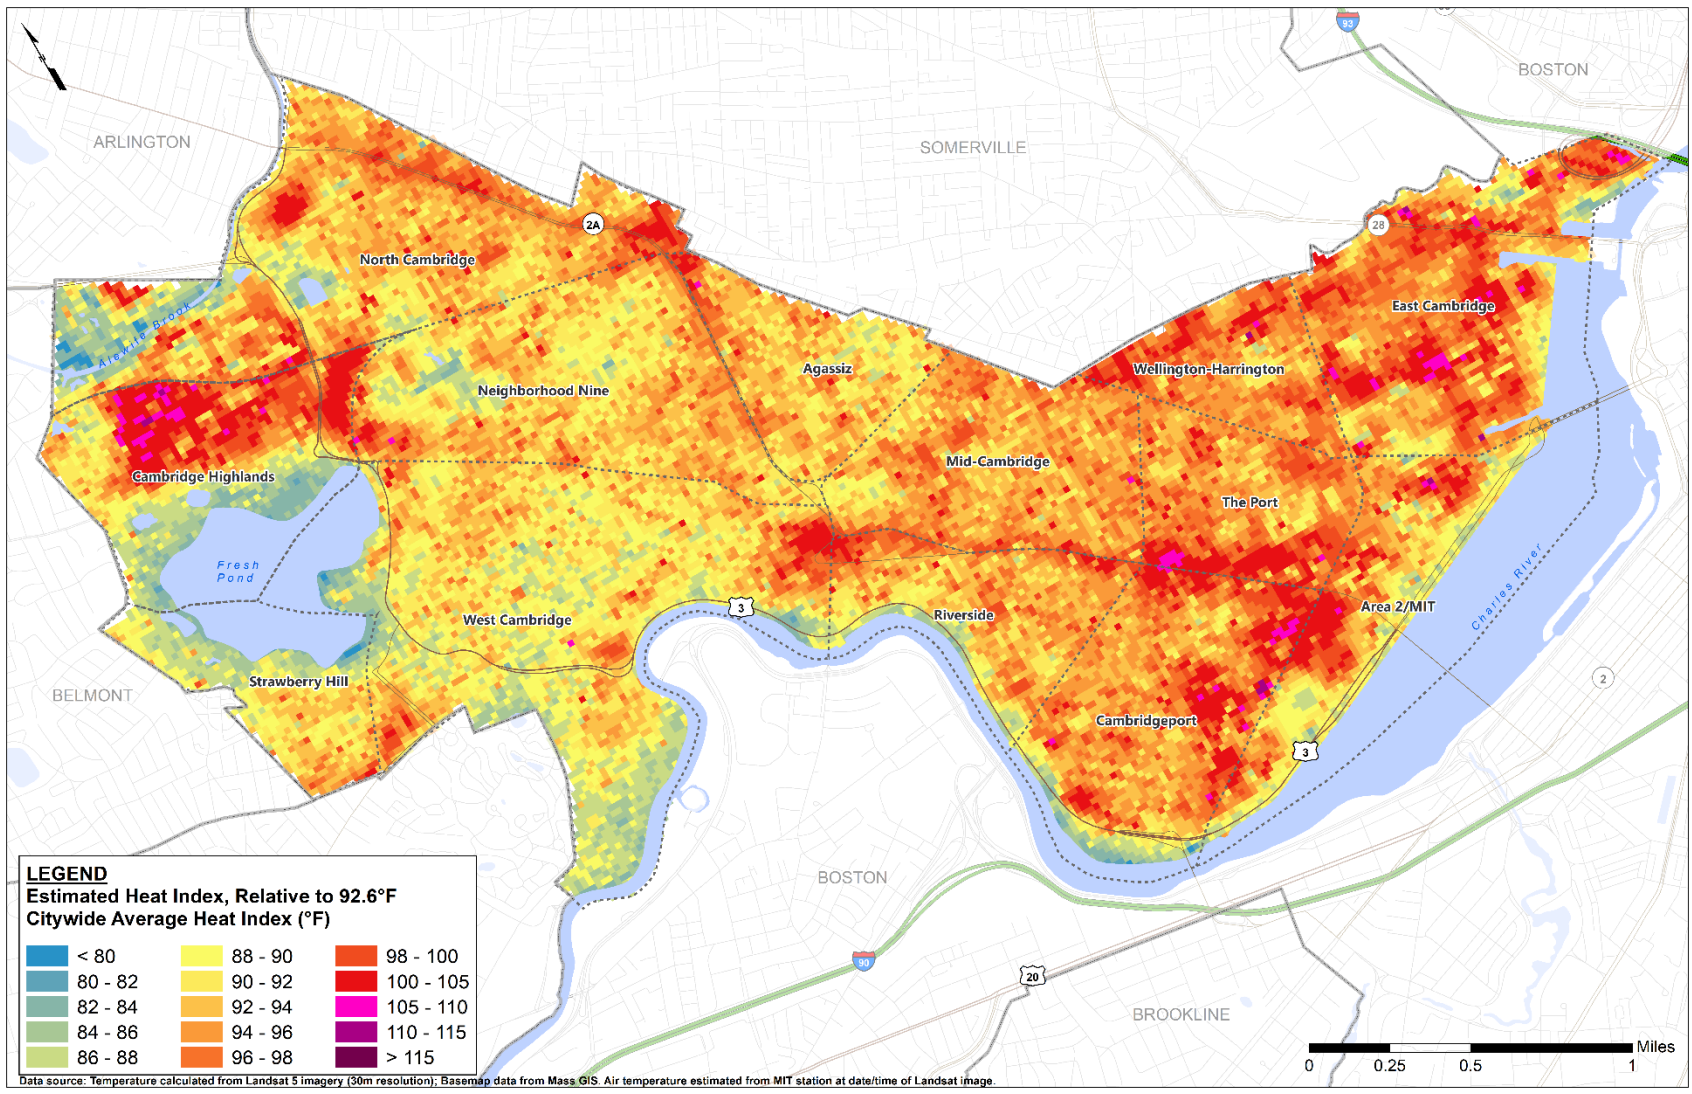 93
BOSTON
ARLINGTON
SOMERVILLE
2A
28
North Cambridge
Alewife Brook
East Cambridge
Agassiz
Wellington-Harrington
Neighborhood Nine
Mid-Cambridge
Cambridge Highlands
The Port
Fresh
Pond
Charles River
3
Area 2/MIT
West Cambridge
Riverside
Strawberry Hill
BELMONT
2
Cambridgeport
3
BOSTON
90
20
BROOKLINE
LEGEND
Estimated Heat Index, Relative to 92.6°F
Citywide Average Heat Index (°F)
< 80
80 - 82
82 - 84
84 - 86
86 - 88
88 - 90
90 - 92
92 - 94
94 - 96
96 - 98
98 - 100
100 - 105
105 - 110
110 - 115
> 115
Miles
0 0.25 0.5 1
Data source: Temperature calculated from Landsat 5 imagery (30m resolution); Basemap data from Mass GIS. Air temperature estimated from MIT station at date/time of Landsat image.